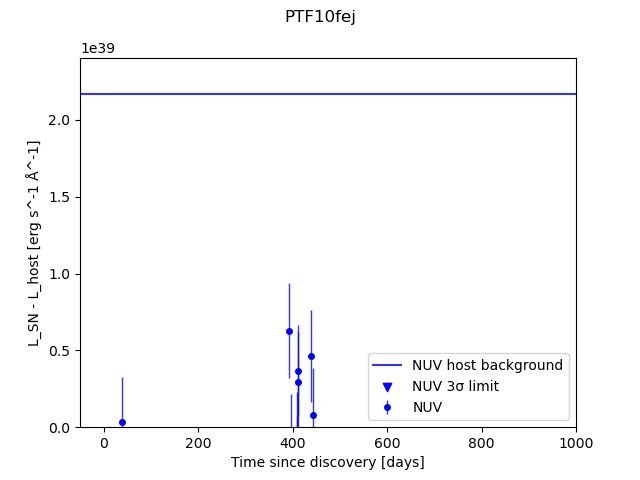 PTF10fej
1e39
L_SN - L_host [erg s^-1 Å^-1]
2.0
1.5
1.0
0.5
0.0
NUV host background
NUV 3σ limit
NUV
0
200
400
600
800
1000
Time since discovery [days]